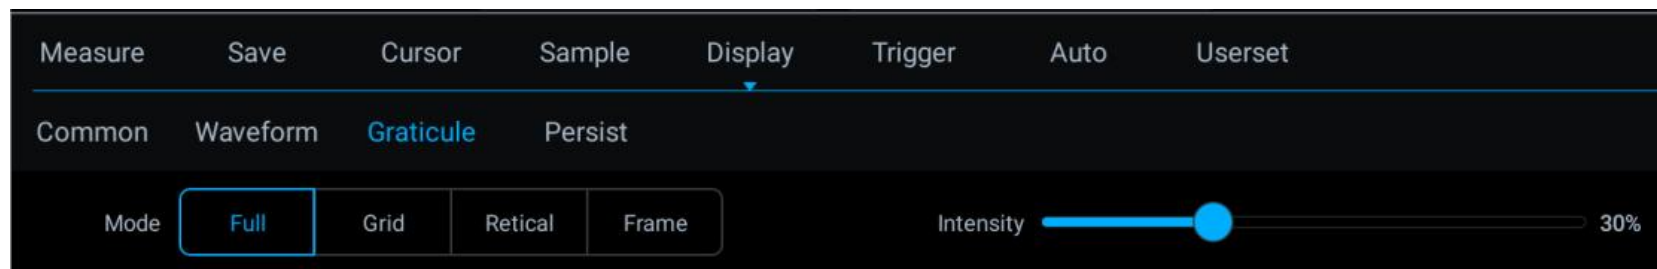 Measure Save Cursor Sample Display Trigger Auto Userset
Common Waveform Graticule Persist
Mode Full Grid Retical Frame Intensity 30%